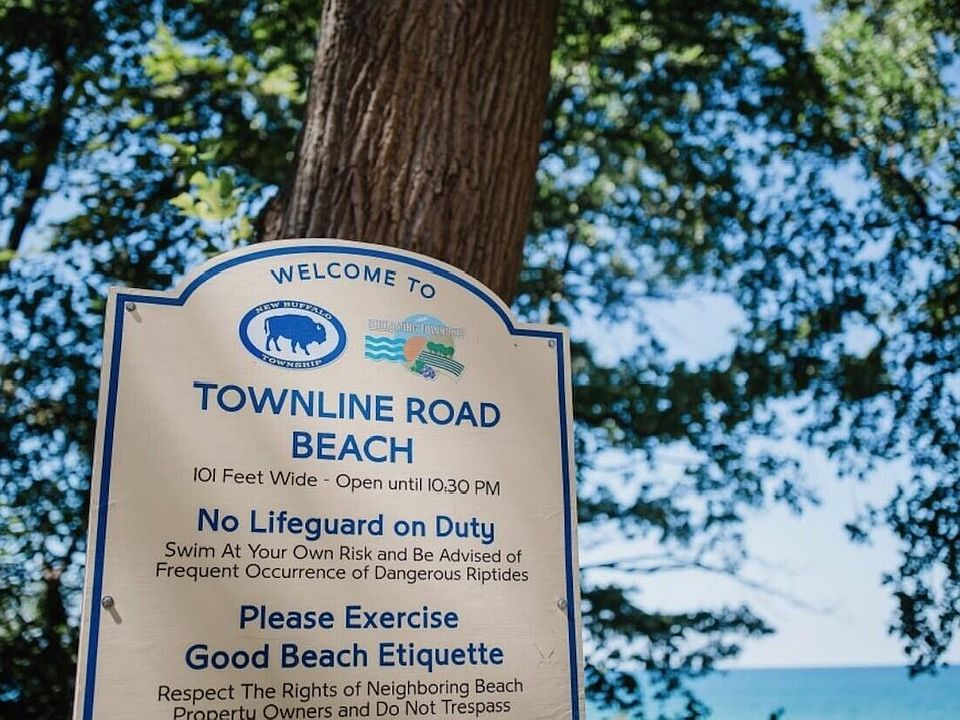 WELCOME TO
NEW BUFFALO
TOWNSHIP
TOWNSHIP
TOWNLINE ROAD
BEACH
101 Feet Wide - Open until 10:30 PM
No Lifeguard on Duty
Swim At Your Own Risk and Be Advised of
Frequent Occurrence of Dangerous Riptides
Please Exercise
Good Beach Etiquette
Respect The Rights of Neighboring Beach
Property Owners and Do Not Trespass